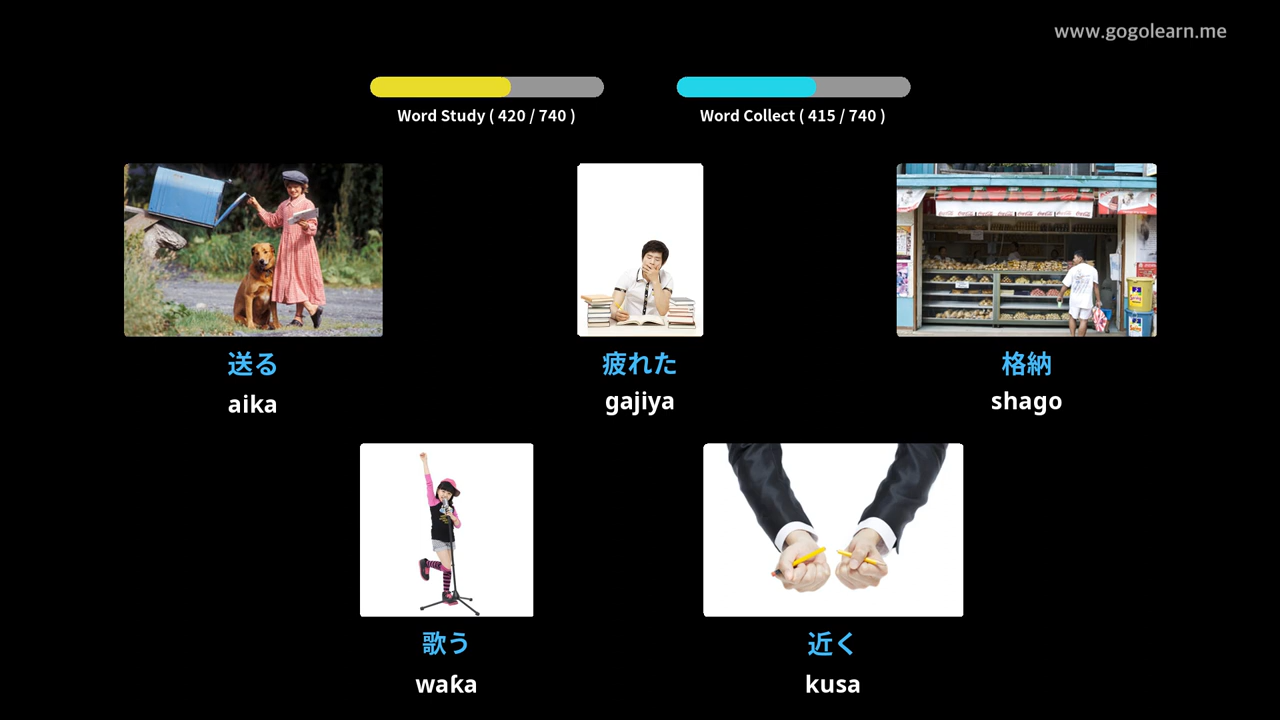 www.gogolearn.me
Word Study ( 420 / 740 )
Word Collect ( 415 / 740 )
送る
aika
疲れた
gajiya
格納
shago
歌う
waƙa
近く
kusa